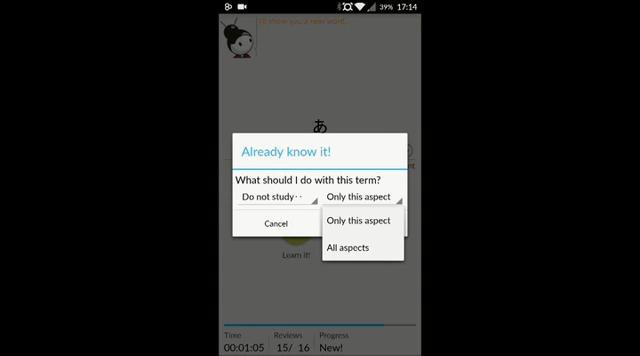 39% 17:14
I'll show you a new word...
あ
Already know it!
What should I do with this term?
Do not study··
Only this aspect
Cancel
Only this aspect
All aspects
Learn it!
Time
Reviews
Progress
00:01:05
15/ 16
New!